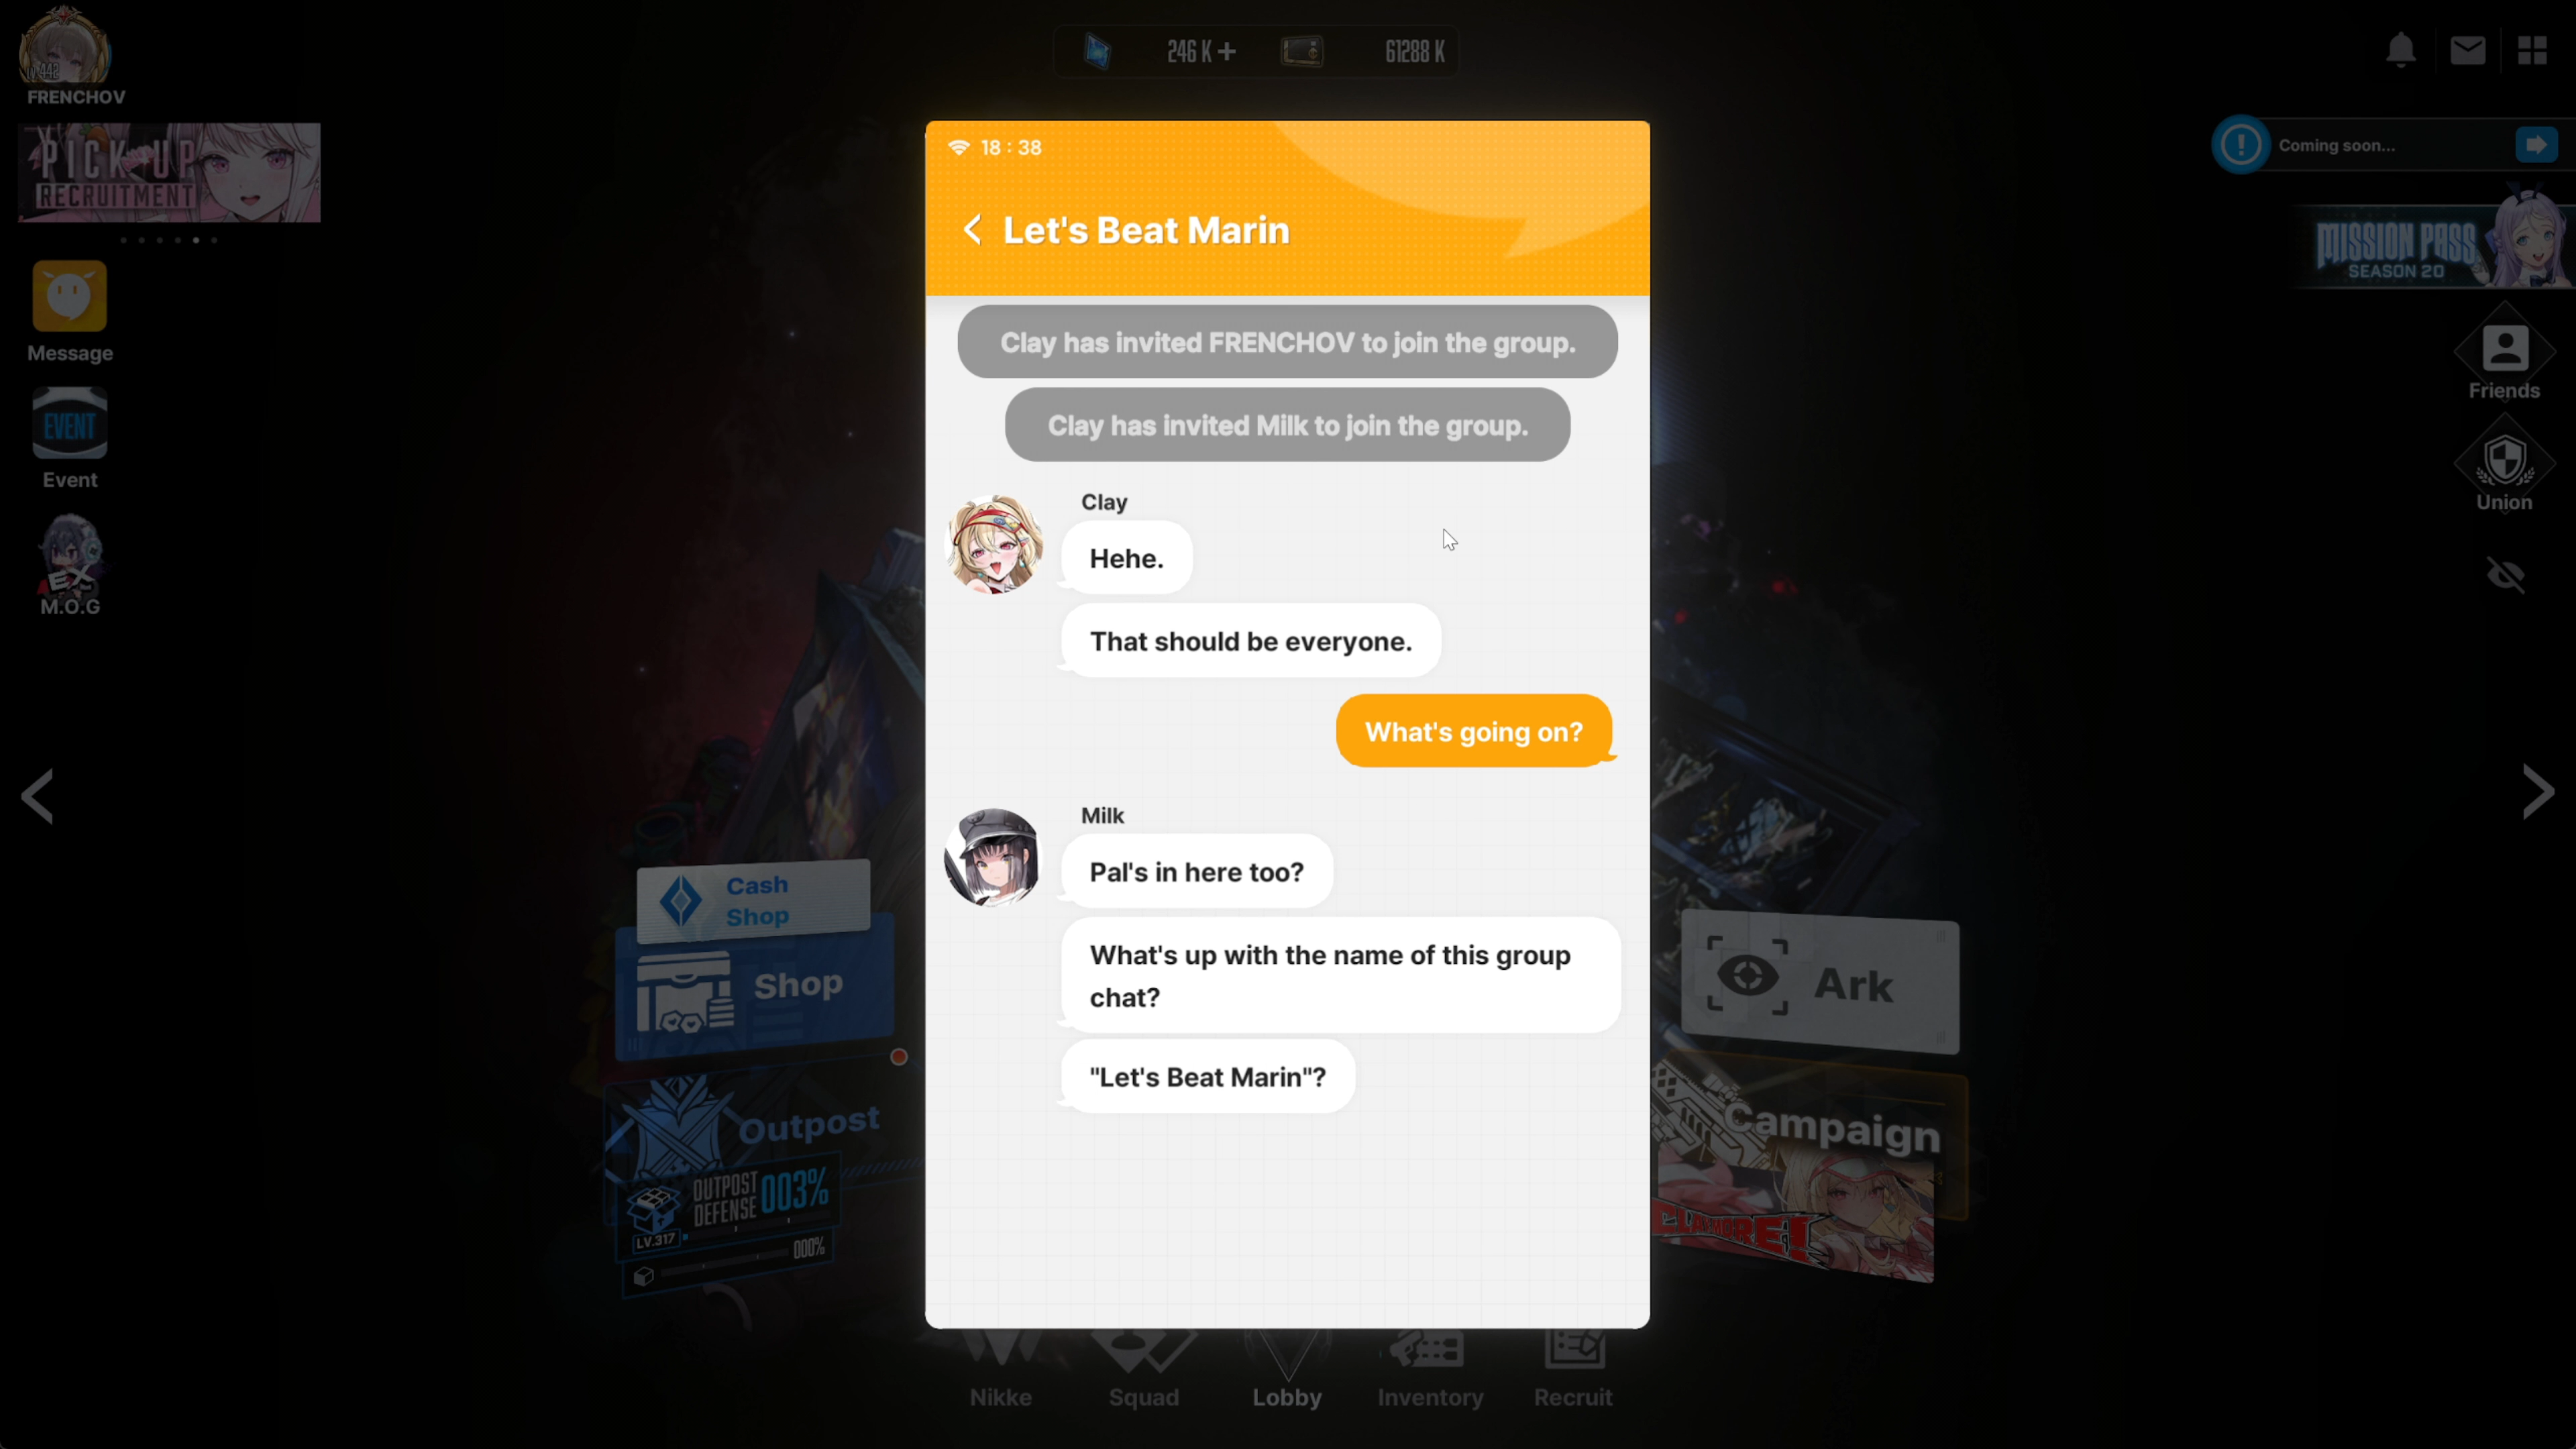 LV.442
FRENCHOV
246 K +
61288 K
PICK UP
RECRUITMENT
Message
EVENT
Event
EX
M.O.G
Coming soon...
MISSION PASS
SEASON 20
Friends
Union
18 : 38
Let's Beat Marin
Clay has invited FRENCHOV to join the group.
Clay has invited Milk to join the group.
Clay
Hehe.
That should be everyone.
What's going on?
Milk
Pal's in here too?
What's up with the name of this group
chat?
"Let's Beat Marin"?
Cash
Shop
Shop
Outpost
OUTPOST
DEFENSE
003%
LV.317
000%
Ark
Campaign
CLAYMORE!
Nikke
Squad
Lobby
Inventory
Recruit